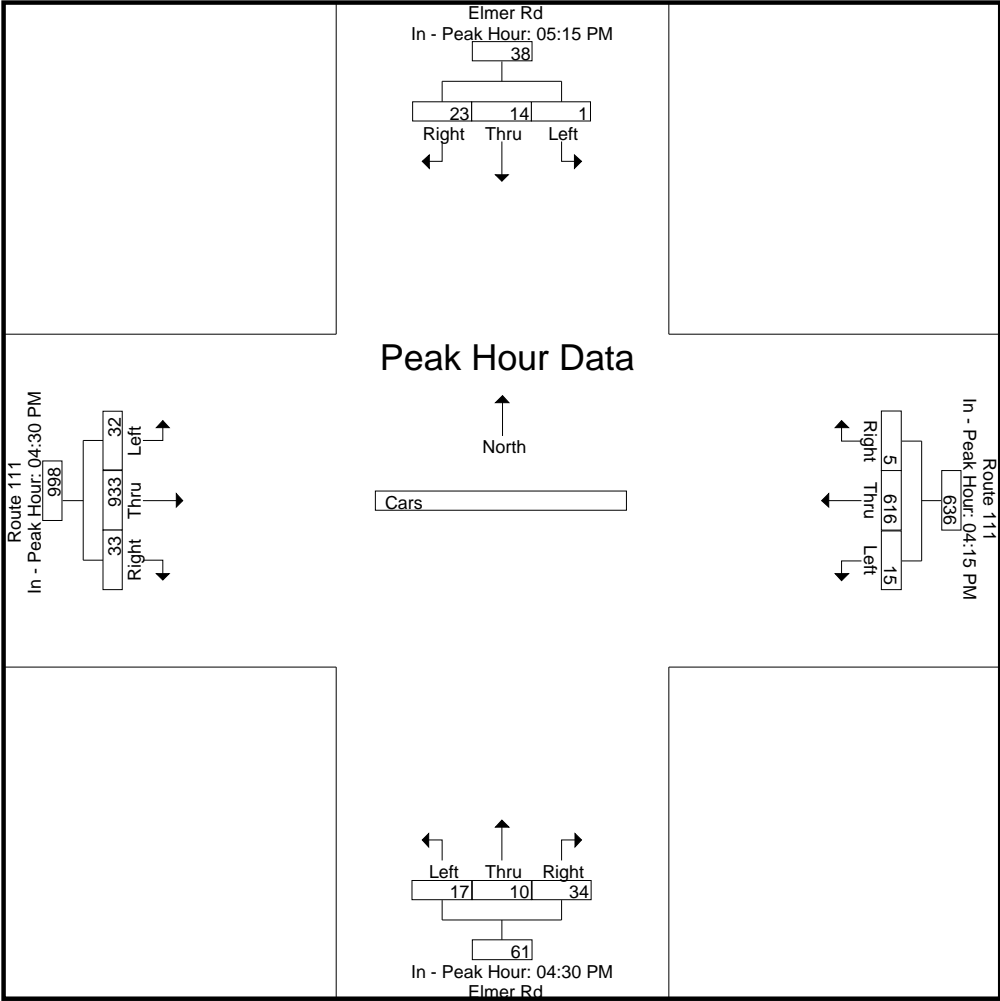 Elmer Rd
In - Peak Hour: 05:15 PM
38
23 14 1
Right Thru Left
Peak Hour Data
North
Cars
Route 111
In - Peak Hour: 04:30 PM
998
32 933 33
Left Thru Right
Route 111
In - Peak Hour: 04:15 PM
636
5 616 15
Right Thru Left
Left Thru Right
17 10 34
61
In - Peak Hour: 04:30 PM
Elmer Rd